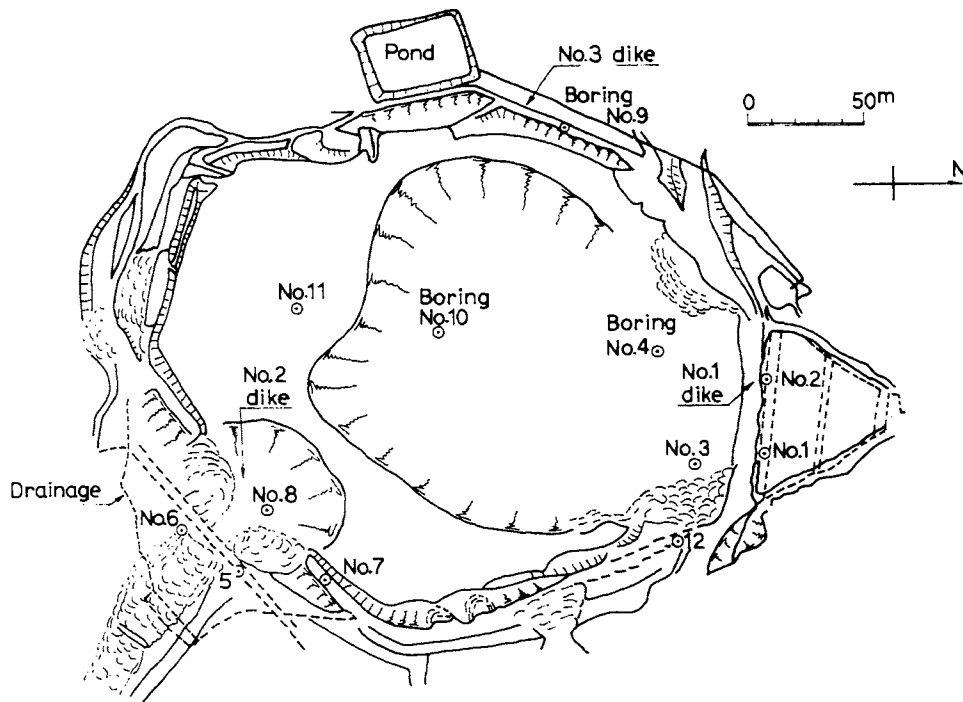 Pond
No.3 dike
Boring
No.9
0 50m
N
No.11
Boring
No.10
Boring
No.4
No.1
dike
No.2
No.2
dike
No.3
No.1
No.8
Drainage
No.6
12
5
No.7